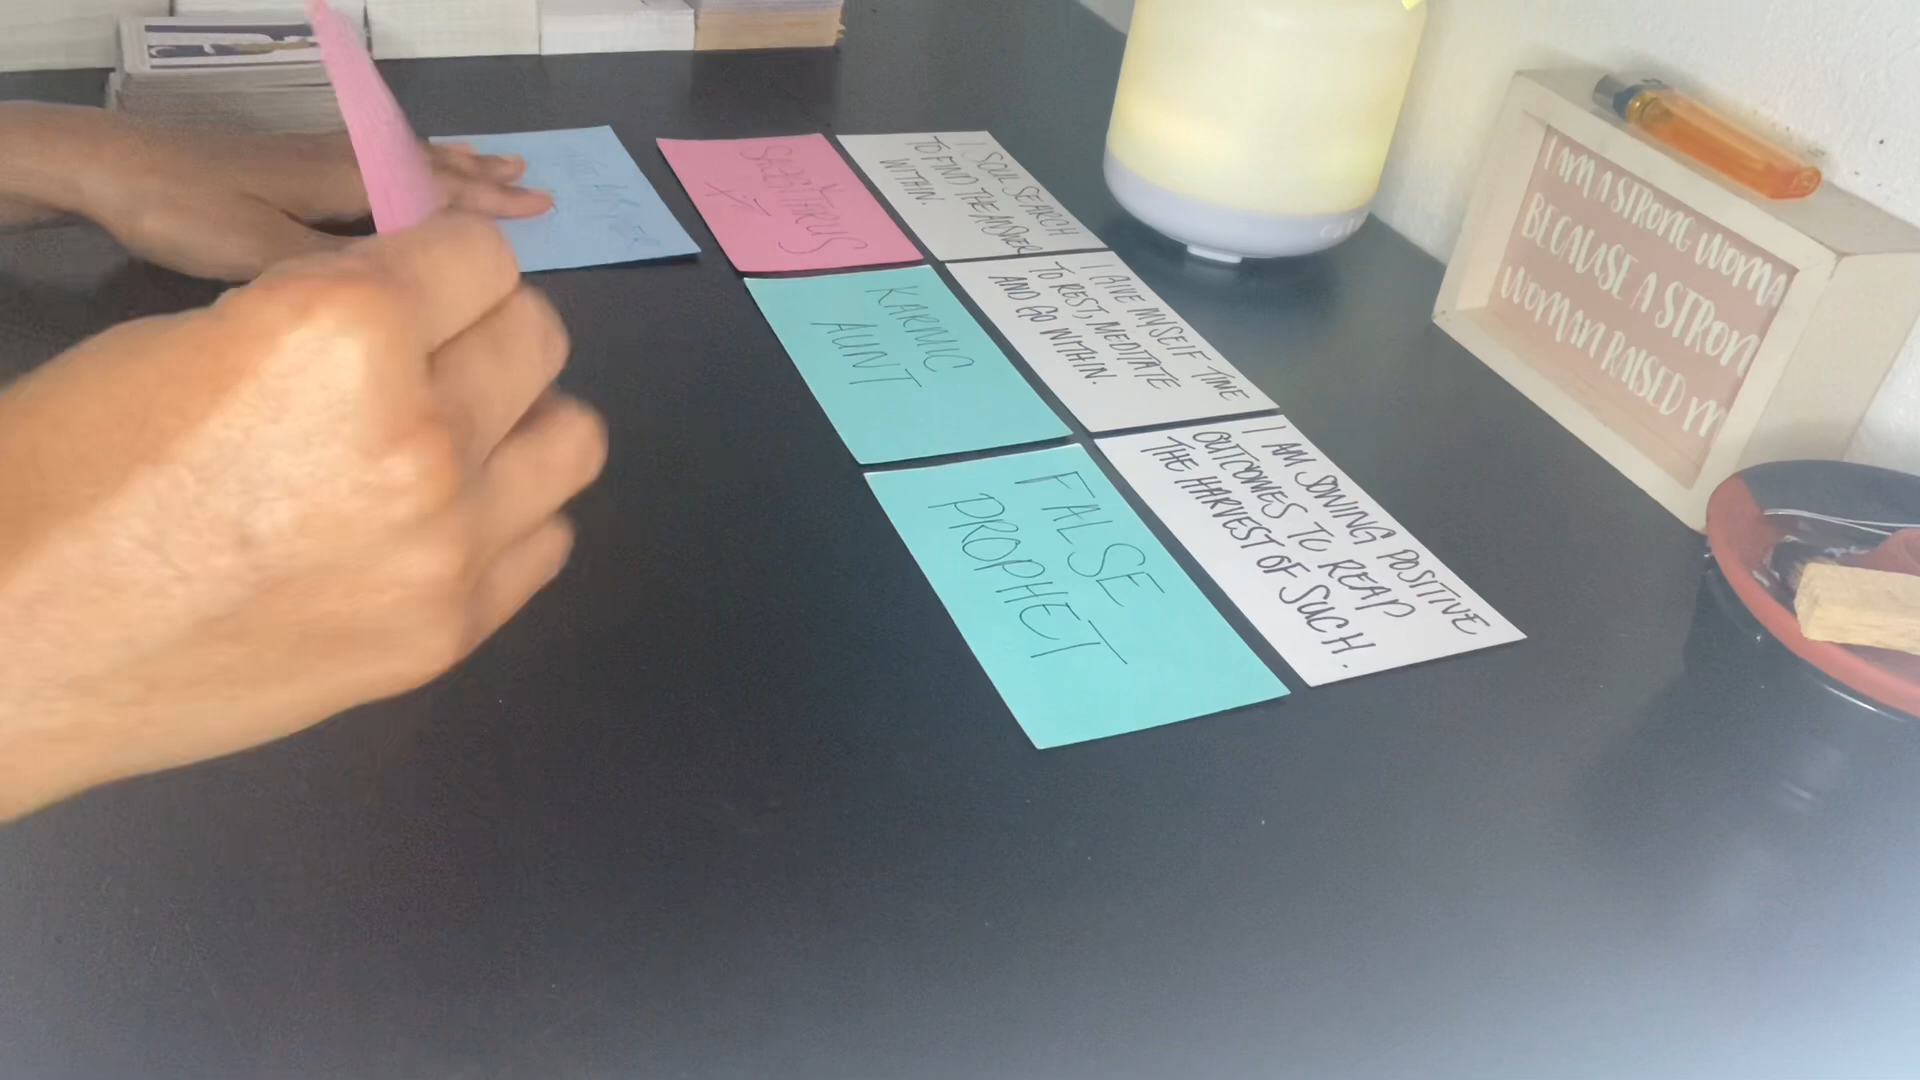 I SOUL SEARCH
TO FIND THE ANSWER
WITHIN.
KARMIC
AUNT
I GIVE MYSELF TIME
TO REST, MEDITATE
AND GO WITHIN.
FALSE
PROPHET
I AM SOWING POSITIVE
OUTCOMES TO REAP
THE HARVEST OF SUCH.
I AM A STRONG WOMA
BECAUSE A STRON
WOMAN RAISED M